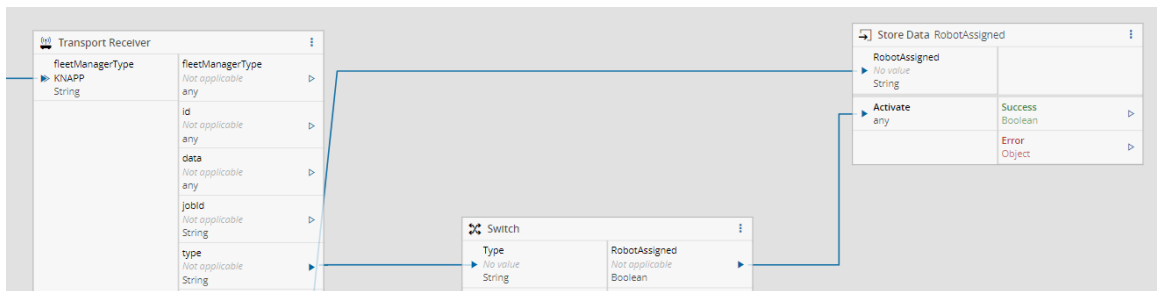 Transport Receiver
fleetManagerType
KNAPP
String
fleetManagerType
Not applicable
any
id
Not applicable
any
data
Not applicable
any
jobId
Not applicable
String
type
Not applicable
String
Switch
Type
No value
String
RobotAssigned
Not applicable
Boolean
Store Data RobotAssigned
RobotAssigned
No value
String
Activate
any
Success
Boolean
Error
Object